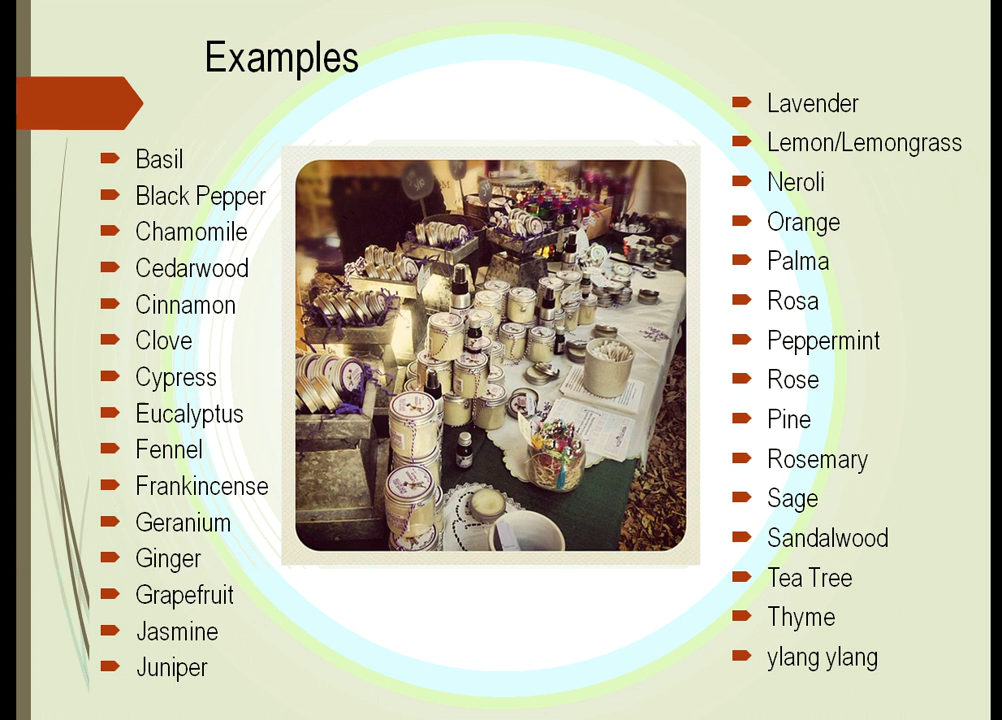 Examples
Basil
Black Pepper
Chamomile
Cedarwood
Cinnamon
Clove
Cypress
Eucalyptus
Fennel
Frankincense
Geranium
Ginger
Grapefruit
Jasmine
Juniper
Lavender
Lemon/Lemongrass
Neroli
Orange
Palma
Rosa
Peppermint
Rose
Pine
Rosemary
Sage
Sandalwood
Tea Tree
Thyme
ylang ylang